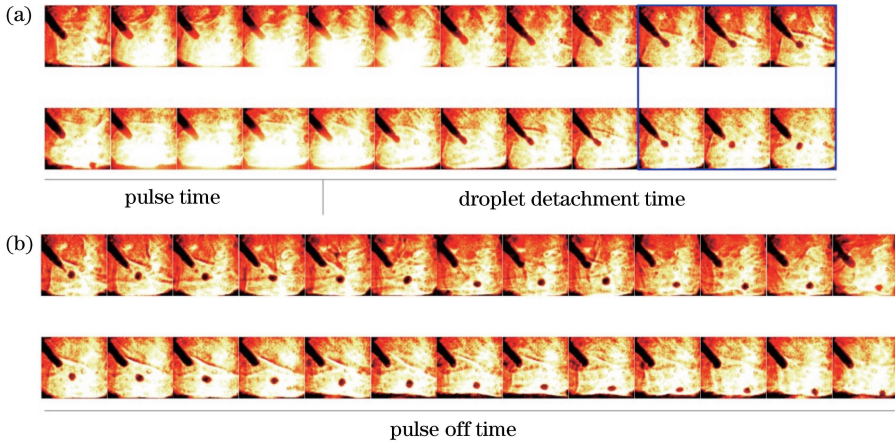 (a)
pulse time
droplet detachment time
(b)
pulse off time